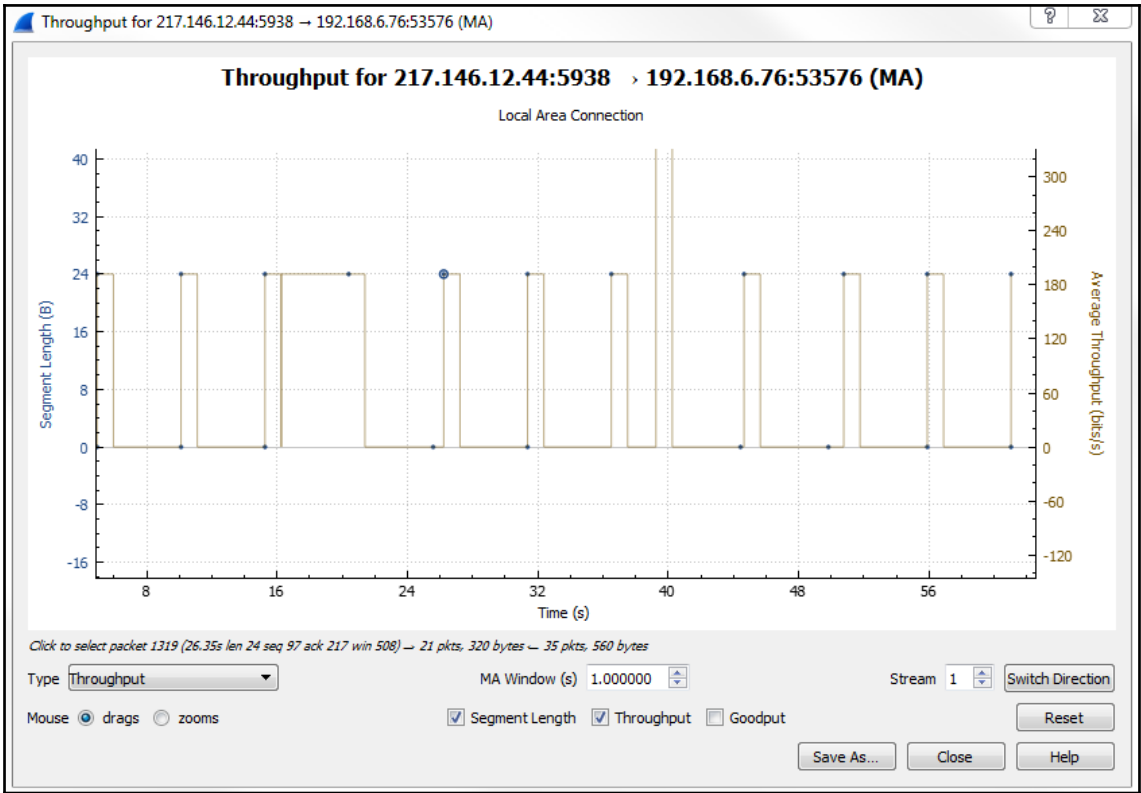 Throughput for 217.146.12.44:5938 → 192.168.6.76:53576 (MA)
Throughput for 217.146.12.44:5938 → 192.168.6.76:53576 (MA)
Local Area Connection
40
32
24
16
8
0
-8
-16
Segment Length (B)
300
240
180
120
60
0
-60
-120
Average Throughput (bits/s)
8 16 24 32 40 48 56
Time (s)
Click to select packet 1319 (26.35s len 24 seq 97 ack 217 win 508) → 21 pkts, 320 bytes ← 35 pkts, 560 bytes
Type Throughput MA Window (s) 1.000000 Stream 1 Switch Direction
Mouse drags zooms Segment Length Throughput Goodput Reset
Save As... Close Help